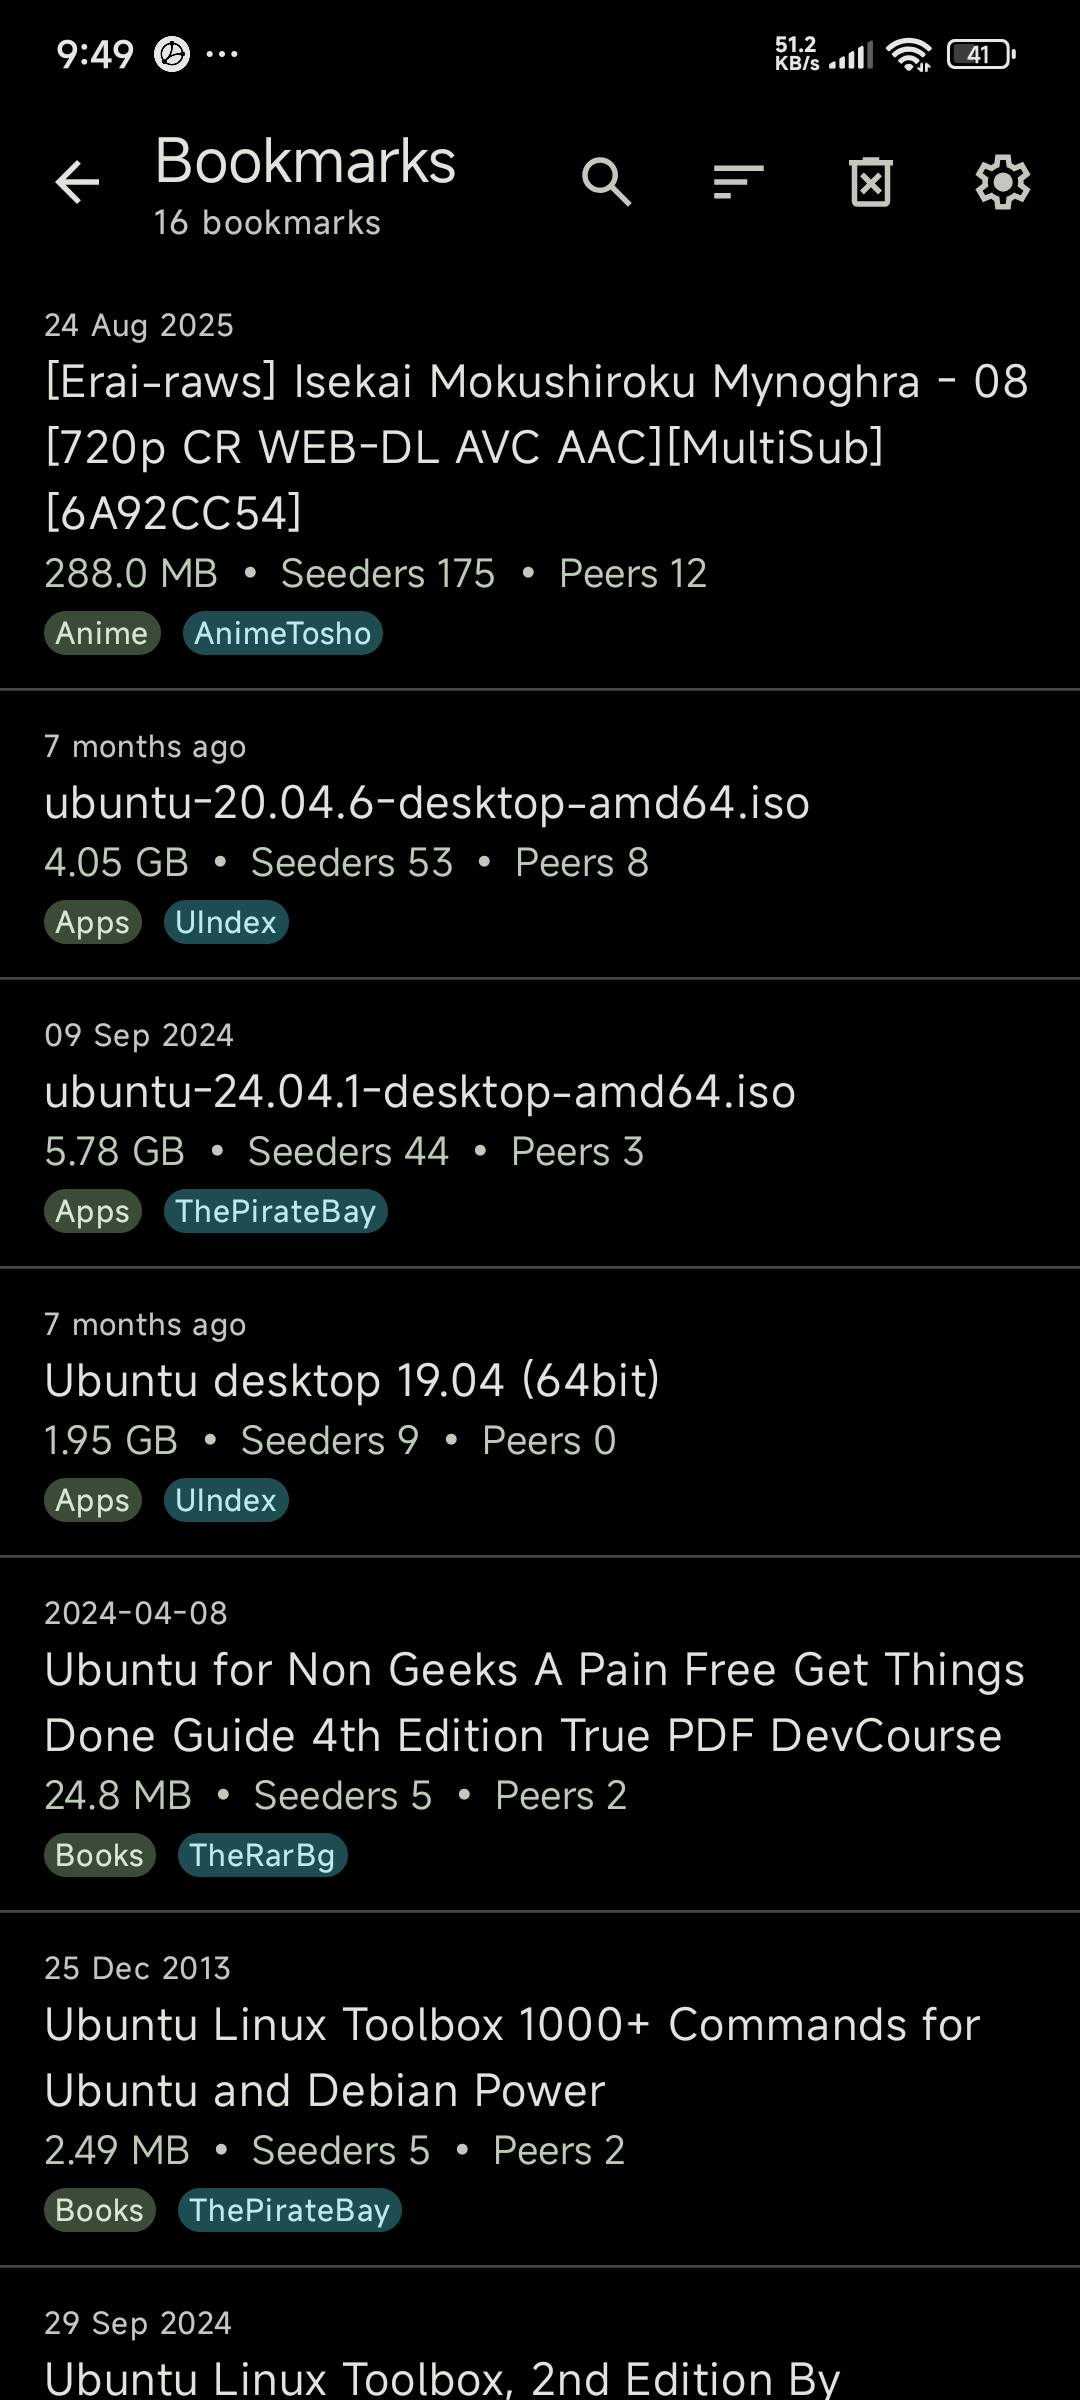 9:49 ...
51.2 KB/s 41
Bookmarks
16 bookmarks
24 Aug 2025
[Erai-raws] Isekai Mokushiroku Mynoghra - 08
[720p CR WEB-DL AVC AAC][MultiSub]
[6A92CC54]
288.0 MB • Seeders 175 • Peers 12
Anime AnimeTosho
7 months ago
ubuntu-20.04.6-desktop-amd64.iso
4.05 GB • Seeders 53 • Peers 8
Apps UIndex
09 Sep 2024
ubuntu-24.04.1-desktop-amd64.iso
5.78 GB • Seeders 44 • Peers 3
Apps ThePirateBay
7 months ago
Ubuntu desktop 19.04 (64bit)
1.95 GB • Seeders 9 • Peers 0
Apps UIndex
2024-04-08
Ubuntu for Non Geeks A Pain Free Get Things
Done Guide 4th Edition True PDF DevCourse
24.8 MB • Seeders 5 • Peers 2
Books TheRarBg
25 Dec 2013
Ubuntu Linux Toolbox 1000+ Commands for
Ubuntu and Debian Power
2.49 MB • Seeders 5 • Peers 2
Books ThePirateBay
29 Sep 2024
Ubuntu Linux Toolbox, 2nd Edition By